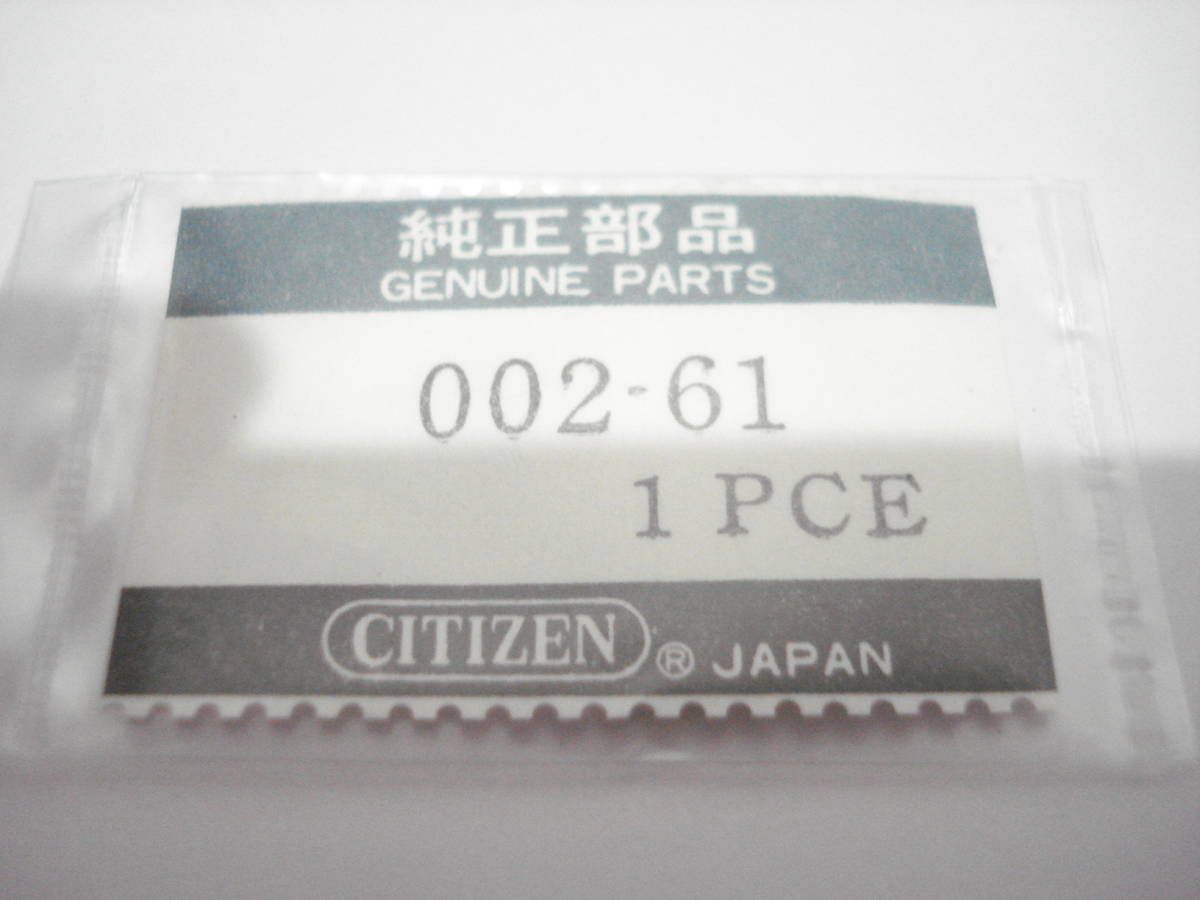 純正部品
GENUINE PARTS
002-61
1 PCE
CITIZEN ® JAPAN